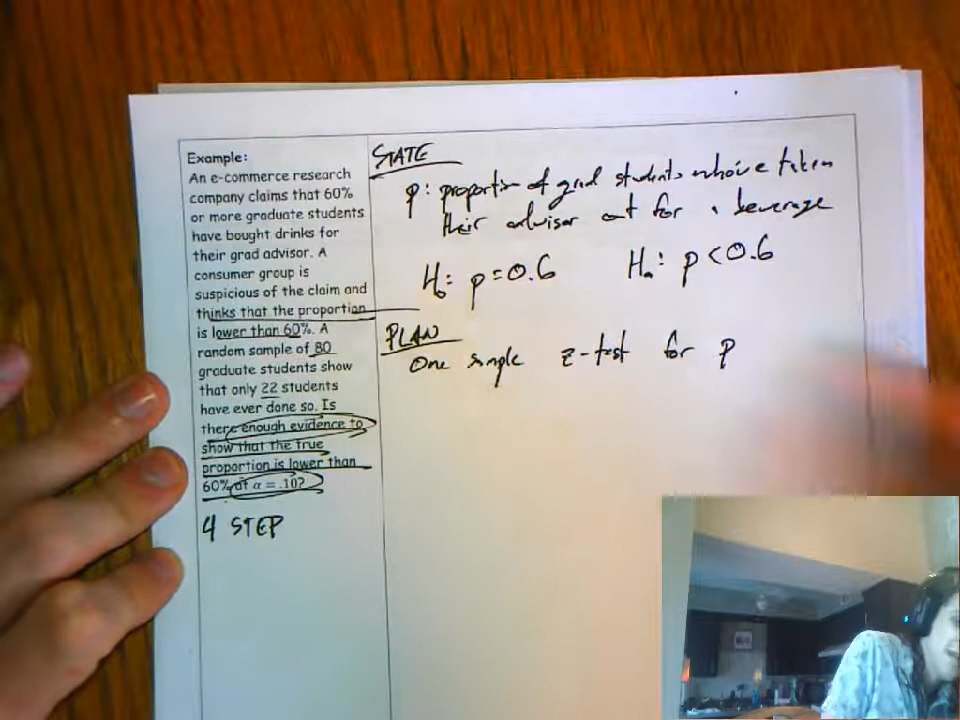 Example:
An e-commerce research
company claims that 60%
or more graduate students
have bought drinks for
their grad advisor. A
consumer group is
suspicious of the claim and
thinks that the proportion
is lower than 60%. A
random sample of 80
graduate students show
that only 22 students
have ever done so. Is
there enough evidence to
show that the true
proportion is lower than
60% at α = .10?
4 STEP
STATE
p: proportion of grad students who've taken
their advisor out for a beverage
H₀: p=0.6 Hₐ: p<0.6
PLAN
One sample z-test for p